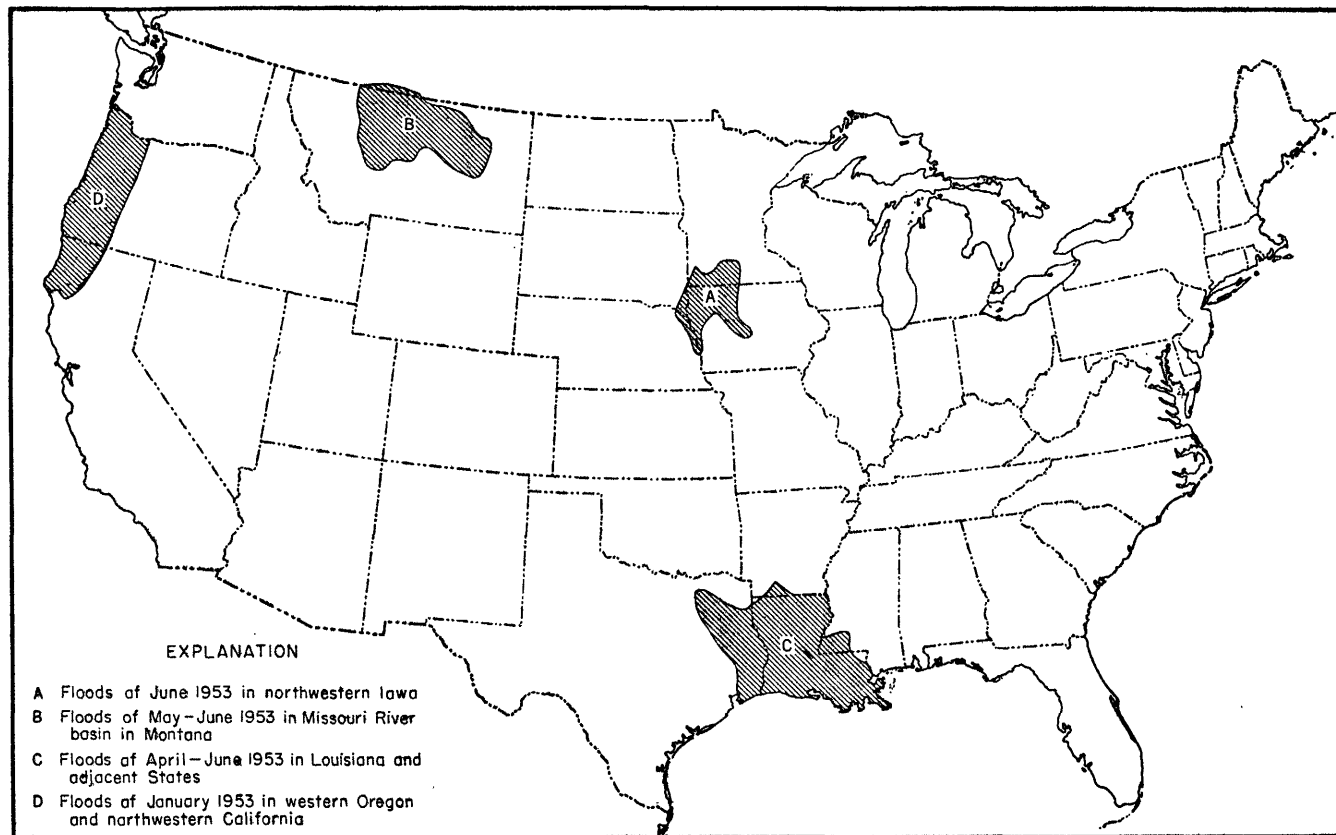 B
D
A
C
EXPLANATION
A Floods of June 1953 in northwestern Iowa
B Floods of May-June 1953 in Missouri River
basin in Montana
C Floods of April-June 1953 in Louisiana and
adjacent States
D Floods of January 1953 in western Oregon
and northwestern California